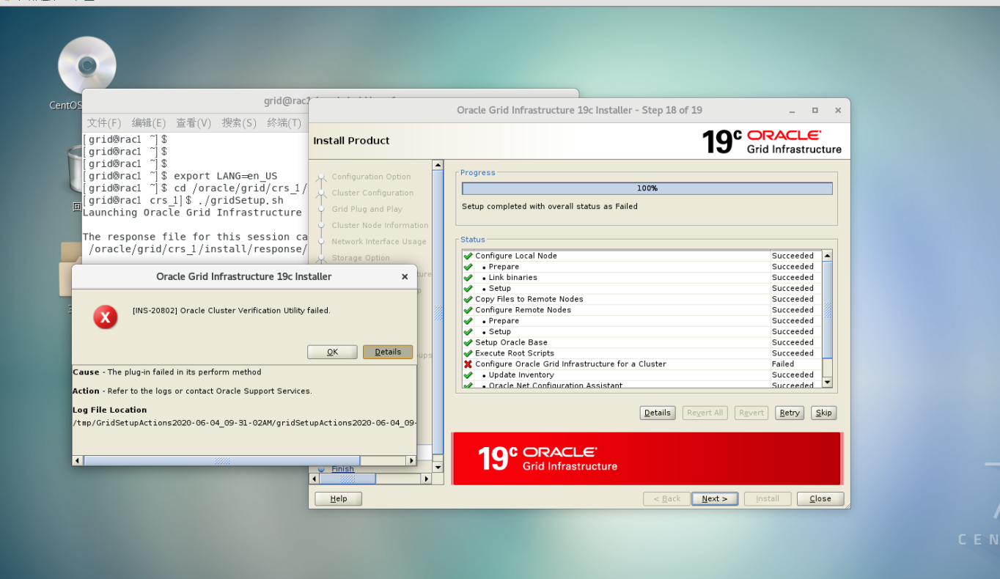 CentOS
grid@rac1
文件(F) 编辑(E) 查看(V) 搜索(S) 终端(T)
[grid@rac1 ~]$
[grid@rac1 ~]$
[grid@rac1 ~]$
[grid@rac1 ~]$ export LANG=en_US
[grid@rac1 ~]$ cd /oracle/grid/crs_1/
[grid@rac1 crs_1]$ ./gridSetup.sh
Launching Oracle Grid Infrastructure
The response file for this session ca
/oracle/grid/crs_1/install/response/
Oracle Grid Infrastructure 19c Installer - Step 18 of 19
Install Product
19c ORACLE
Grid Infrastructure
Configuration Option
Cluster Configuration
Grid Plug and Play
Cluster Node Information
Network Interface Usage
Storage Option
ture
p
ups
Finish
Progress
100%
Setup completed with overall status as Failed
Status
Configure Local Node Succeeded
• Prepare Succeeded
• Link binaries Succeeded
• Setup Succeeded
Copy Files to Remote Nodes Succeeded
Configure Remote Nodes Succeeded
• Prepare Succeeded
• Setup Succeeded
Setup Oracle Base Succeeded
Execute Root Scripts Succeeded
Configure Oracle Grid Infrastructure for a Cluster Failed
• Update Inventory Succeeded
• Oracle Net Configuration Assistant Succeeded
Details Revert All Revert Retry Skip
19c ORACLE
Grid Infrastructure
Help < Back Next > Install Close
Oracle Grid Infrastructure 19c Installer
[INS-20802] Oracle Cluster Verification Utility failed.
OK Details
Cause - The plug-in failed in its perform method
Action - Refer to the logs or contact Oracle Support Services.
Log File Location
/tmp/GridSetupActions2020-06-04_09-31-02AM/gridSetupActions2020-06-04_09-
CEN